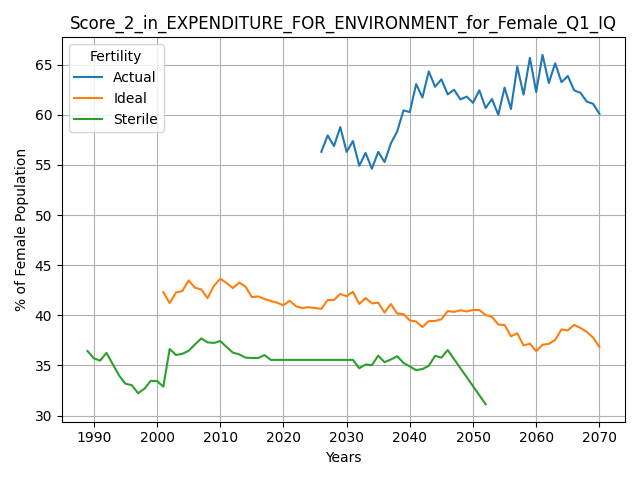 Score_2_in_EXPENDITURE_FOR_ENVIRONMENT_for_Female_Q1_IQ
Fertility
Actual
Ideal
Sterile
% of Female Population
65
60
55
50
45
40
35
30
1990 2000 2010 2020 2030 2040 2050 2060 2070
Years